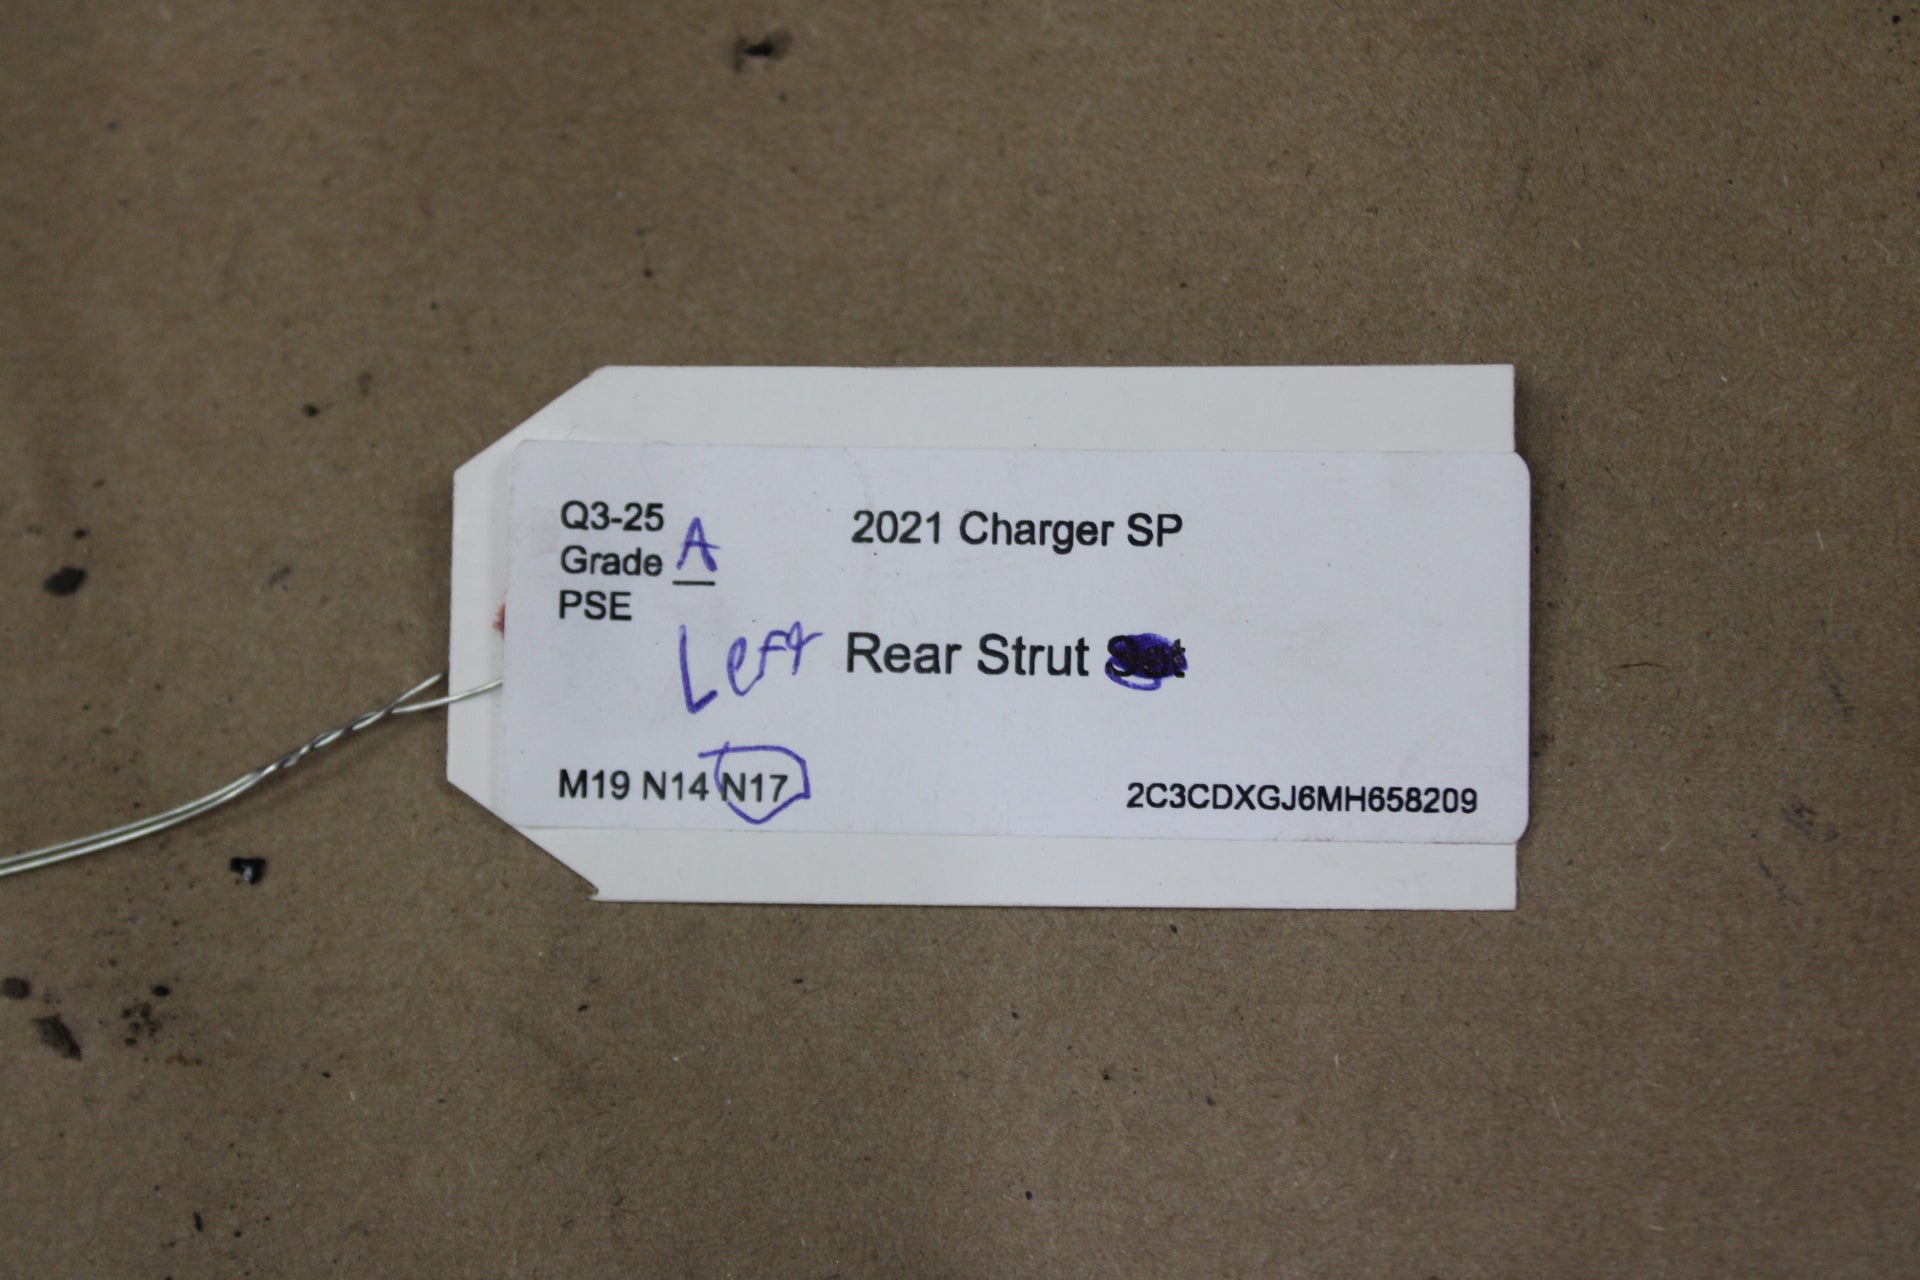 Q3-25
Grade A
PSE
2021 Charger SP
Left Rear Strut
M19 N14 N17
2C3CDXGJ6MH658209